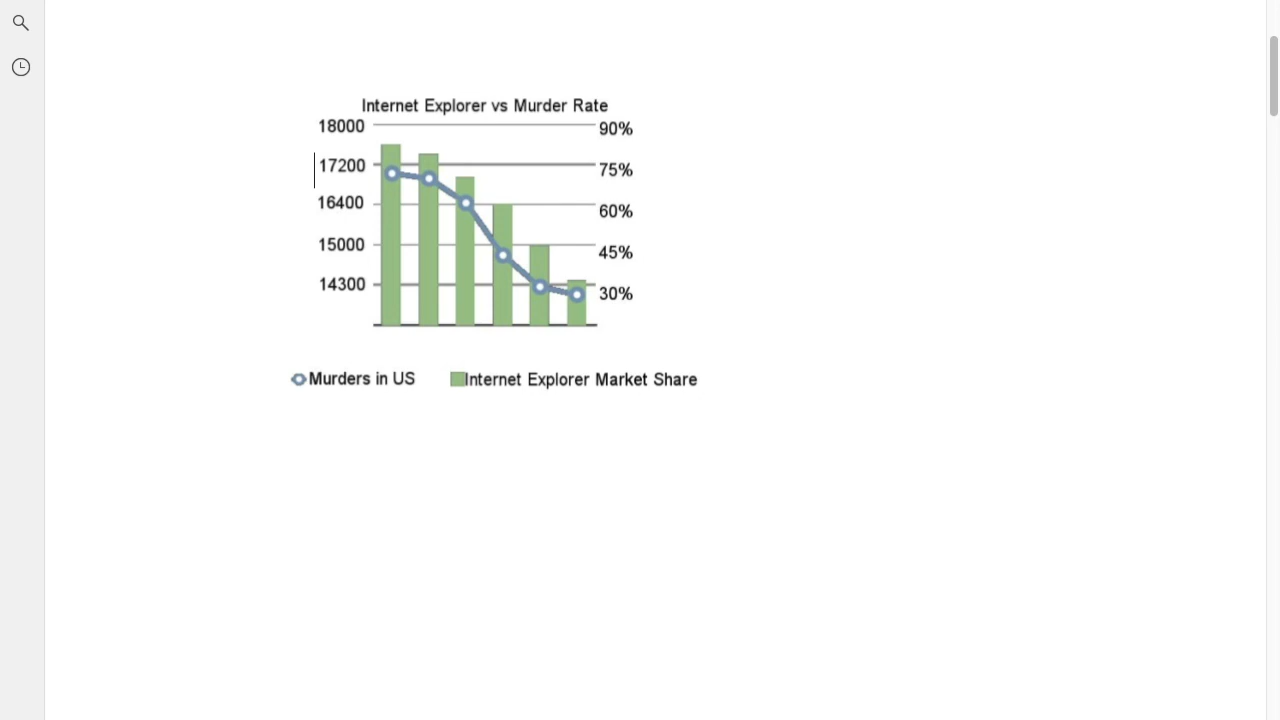 Internet Explorer vs Murder Rate
18000 90%
17200 75%
16400 60%
15000 45%
14300 30%
Murders in US Internet Explorer Market Share